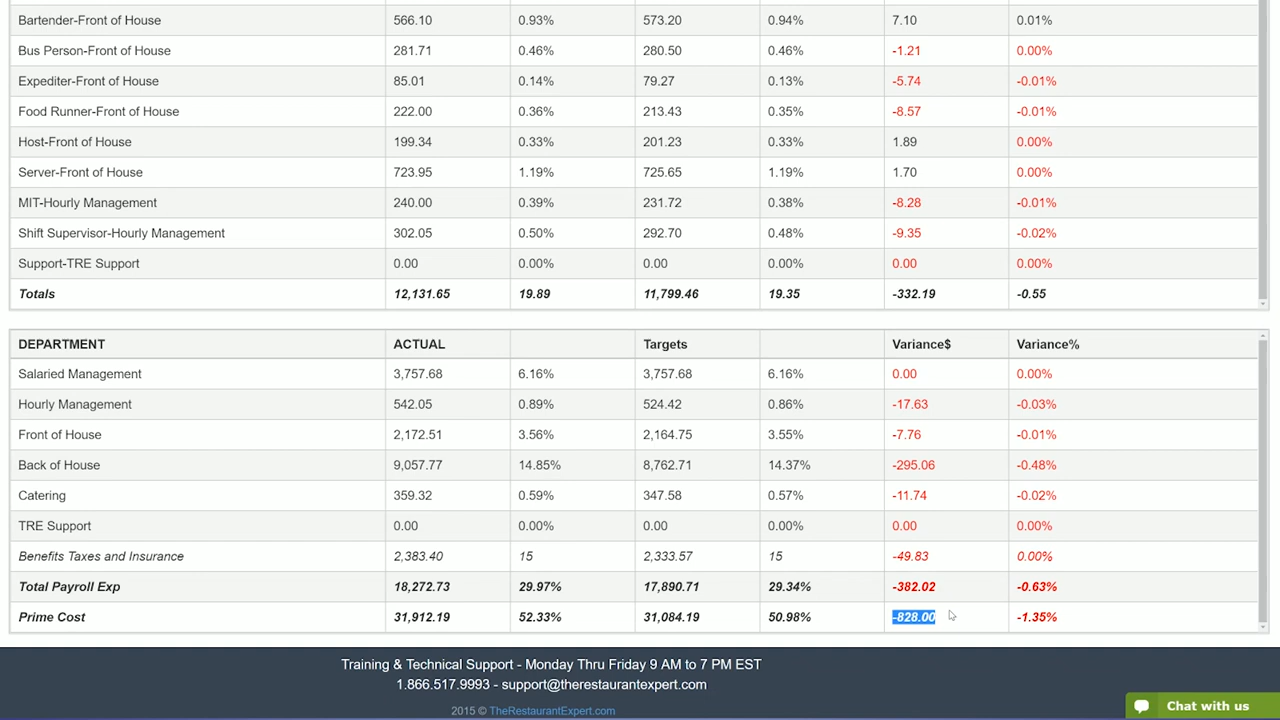 Bartender-Front of House 566.10 0.93% 573.20 0.94% 7.10 0.01%
Bus Person-Front of House 281.71 0.46% 280.50 0.46% -1.21 0.00%
Expediter-Front of House 85.01 0.14% 79.27 0.13% -5.74 -0.01%
Food Runner-Front of House 222.00 0.36% 213.43 0.35% -8.57 -0.01%
Host-Front of House 199.34 0.33% 201.23 0.33% 1.89 0.00%
Server-Front of House 723.95 1.19% 725.65 1.19% 1.70 0.00%
MIT-Hourly Management 240.00 0.39% 231.72 0.38% -8.28 -0.01%
Shift Supervisor-Hourly Management 302.05 0.50% 292.70 0.48% -9.35 -0.02%
Support-TRE Support 0.00 0.00% 0.00 0.00% 0.00 0.00%
Totals 12,131.65 19.89 11,799.46 19.35 -332.19 -0.55
DEPARTMENT ACTUAL Targets Variance$ Variance%
Salaried Management 3,757.68 6.16% 3,757.68 6.16% 0.00 0.00%
Hourly Management 542.05 0.89% 524.42 0.86% -17.63 -0.03%
Front of House 2,172.51 3.56% 2,164.75 3.55% -7.76 -0.01%
Back of House 9,057.77 14.85% 8,762.71 14.37% -295.06 -0.48%
Catering 359.32 0.59% 347.58 0.57% -11.74 -0.02%
TRE Support 0.00 0.00% 0.00 0.00% 0.00 0.00%
Benefits Taxes and Insurance 2,383.40 15 2,333.57 15 -49.83 0.00%
Total Payroll Exp 18,272.73 29.97% 17,890.71 29.34% -382.02 -0.63%
Prime Cost 31,912.19 52.33% 31,084.19 50.98% -828.00 -1.35%
Training & Technical Support - Monday Thru Friday 9 AM to 7 PM EST
1.866.517.9993 - support@therestaurantexpert.com
2015 © TheRestaurantExpert.com
Chat with us